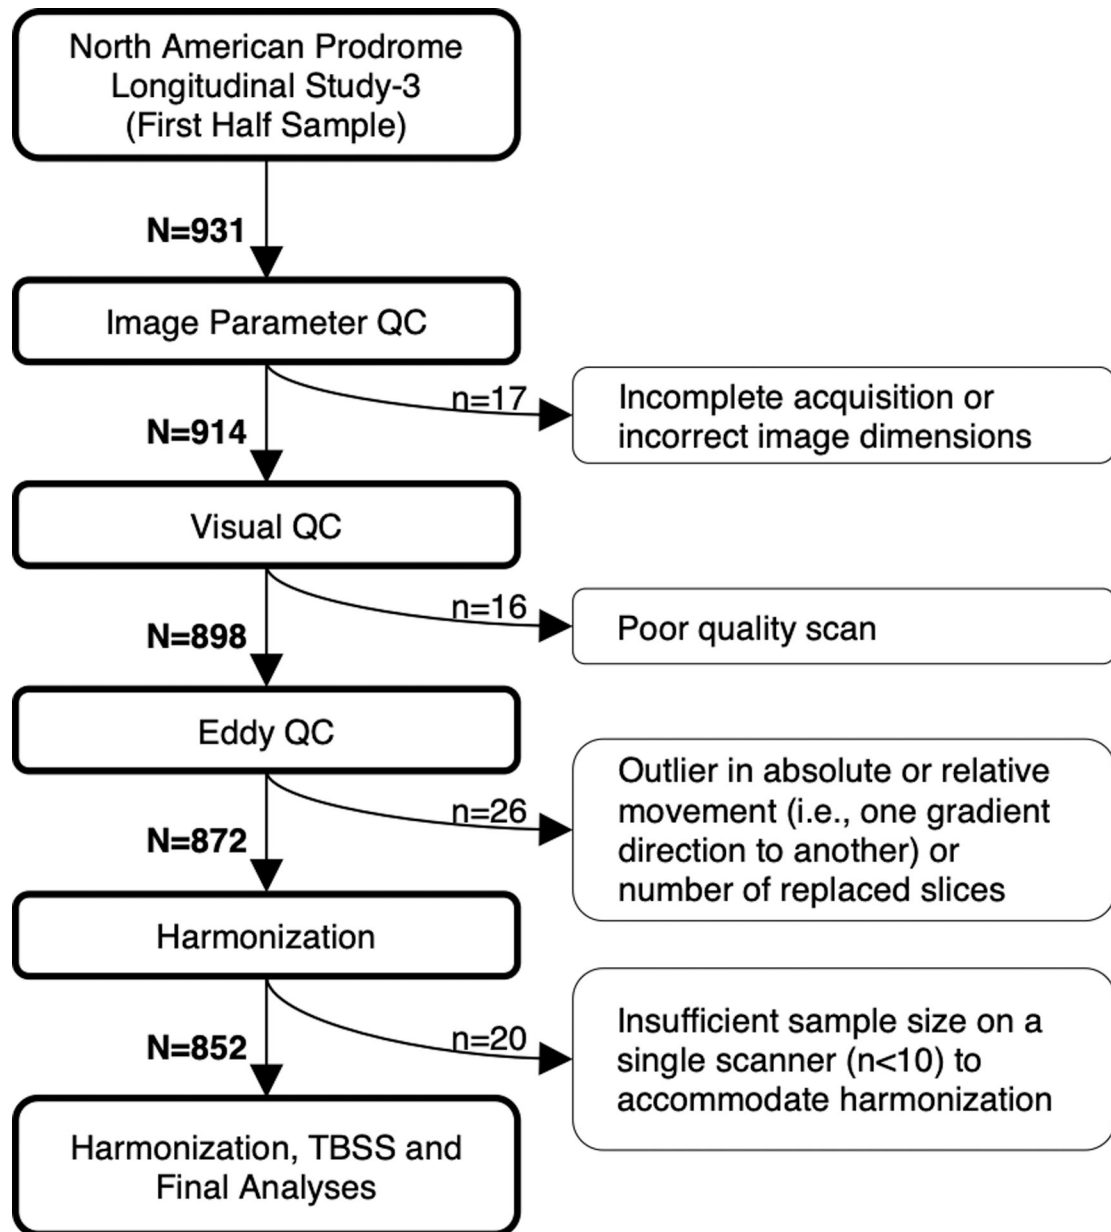 North American Prodrome
Longitudinal Study-3
(First Half Sample)
N=931
Image Parameter QC
n=17
Incomplete acquisition or
incorrect image dimensions
N=914
Visual QC
n=16
Poor quality scan
N=898
Eddy QC
n=26
Outlier in absolute or relative
movement (i.e., one gradient
direction to another) or
number of replaced slices
N=872
Harmonization
n=20
Insufficient sample size on a
single scanner (n<10) to
accommodate harmonization
N=852
Harmonization, TBSS and
Final Analyses